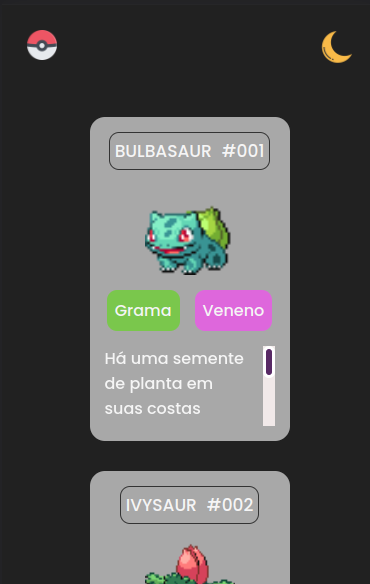 BULBASAUR #001
Grama Veneno
Há uma semente
de planta em
suas costas
IVYSAUR #002